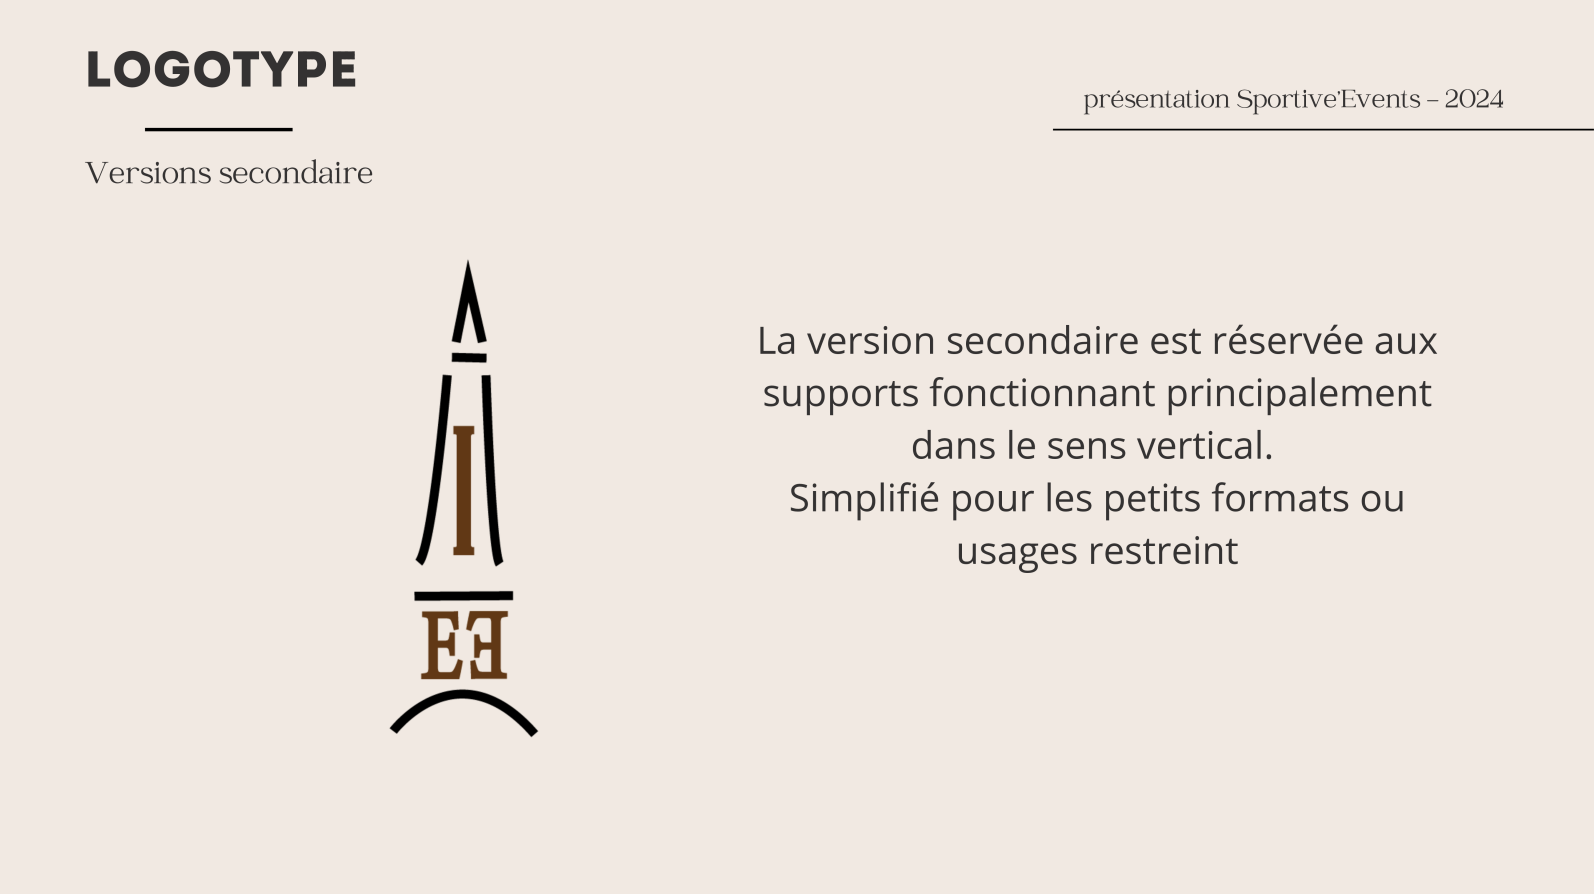 LOGOTYPE
présentation Sportive'Events – 2024
Versions secondaire
La version secondaire est réservée aux
supports fonctionnant principalement
dans le sens vertical.
Simplifié pour les petits formats ou
usages restreint
I
EE